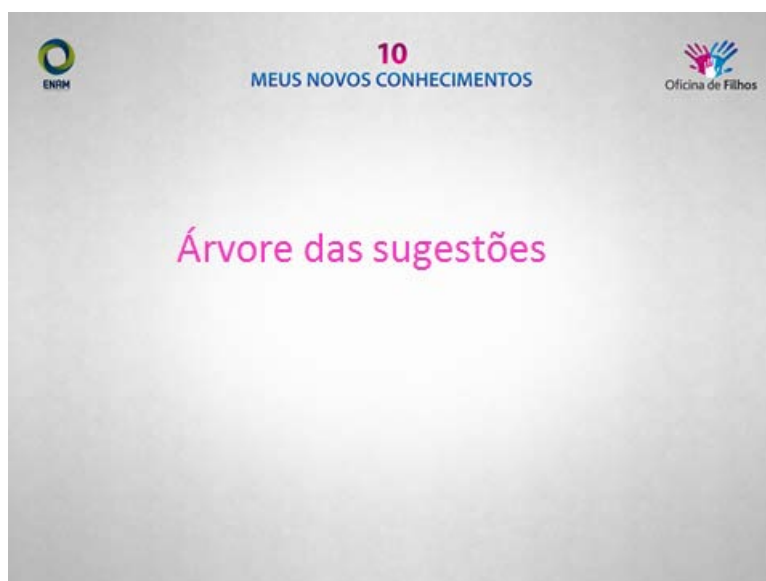 ENAM
10
MEUS NOVOS CONHECIMENTOS
Oficina de Filhos
Árvore das sugestões